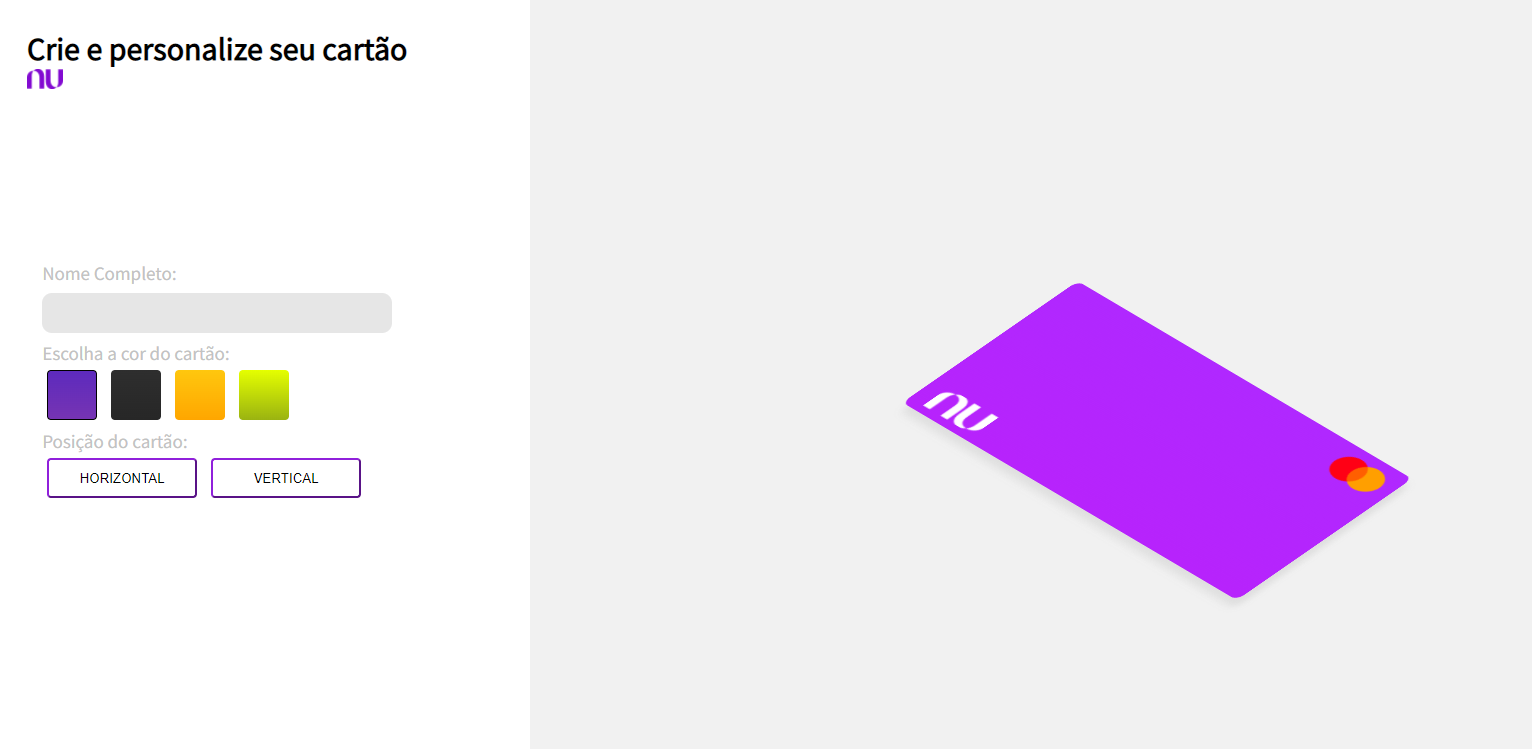 Crie e personalize seu cartão
nu
Nome Completo:
Escolha a cor do cartão:
Posição do cartão:
HORIZONTAL VERTICAL
nu